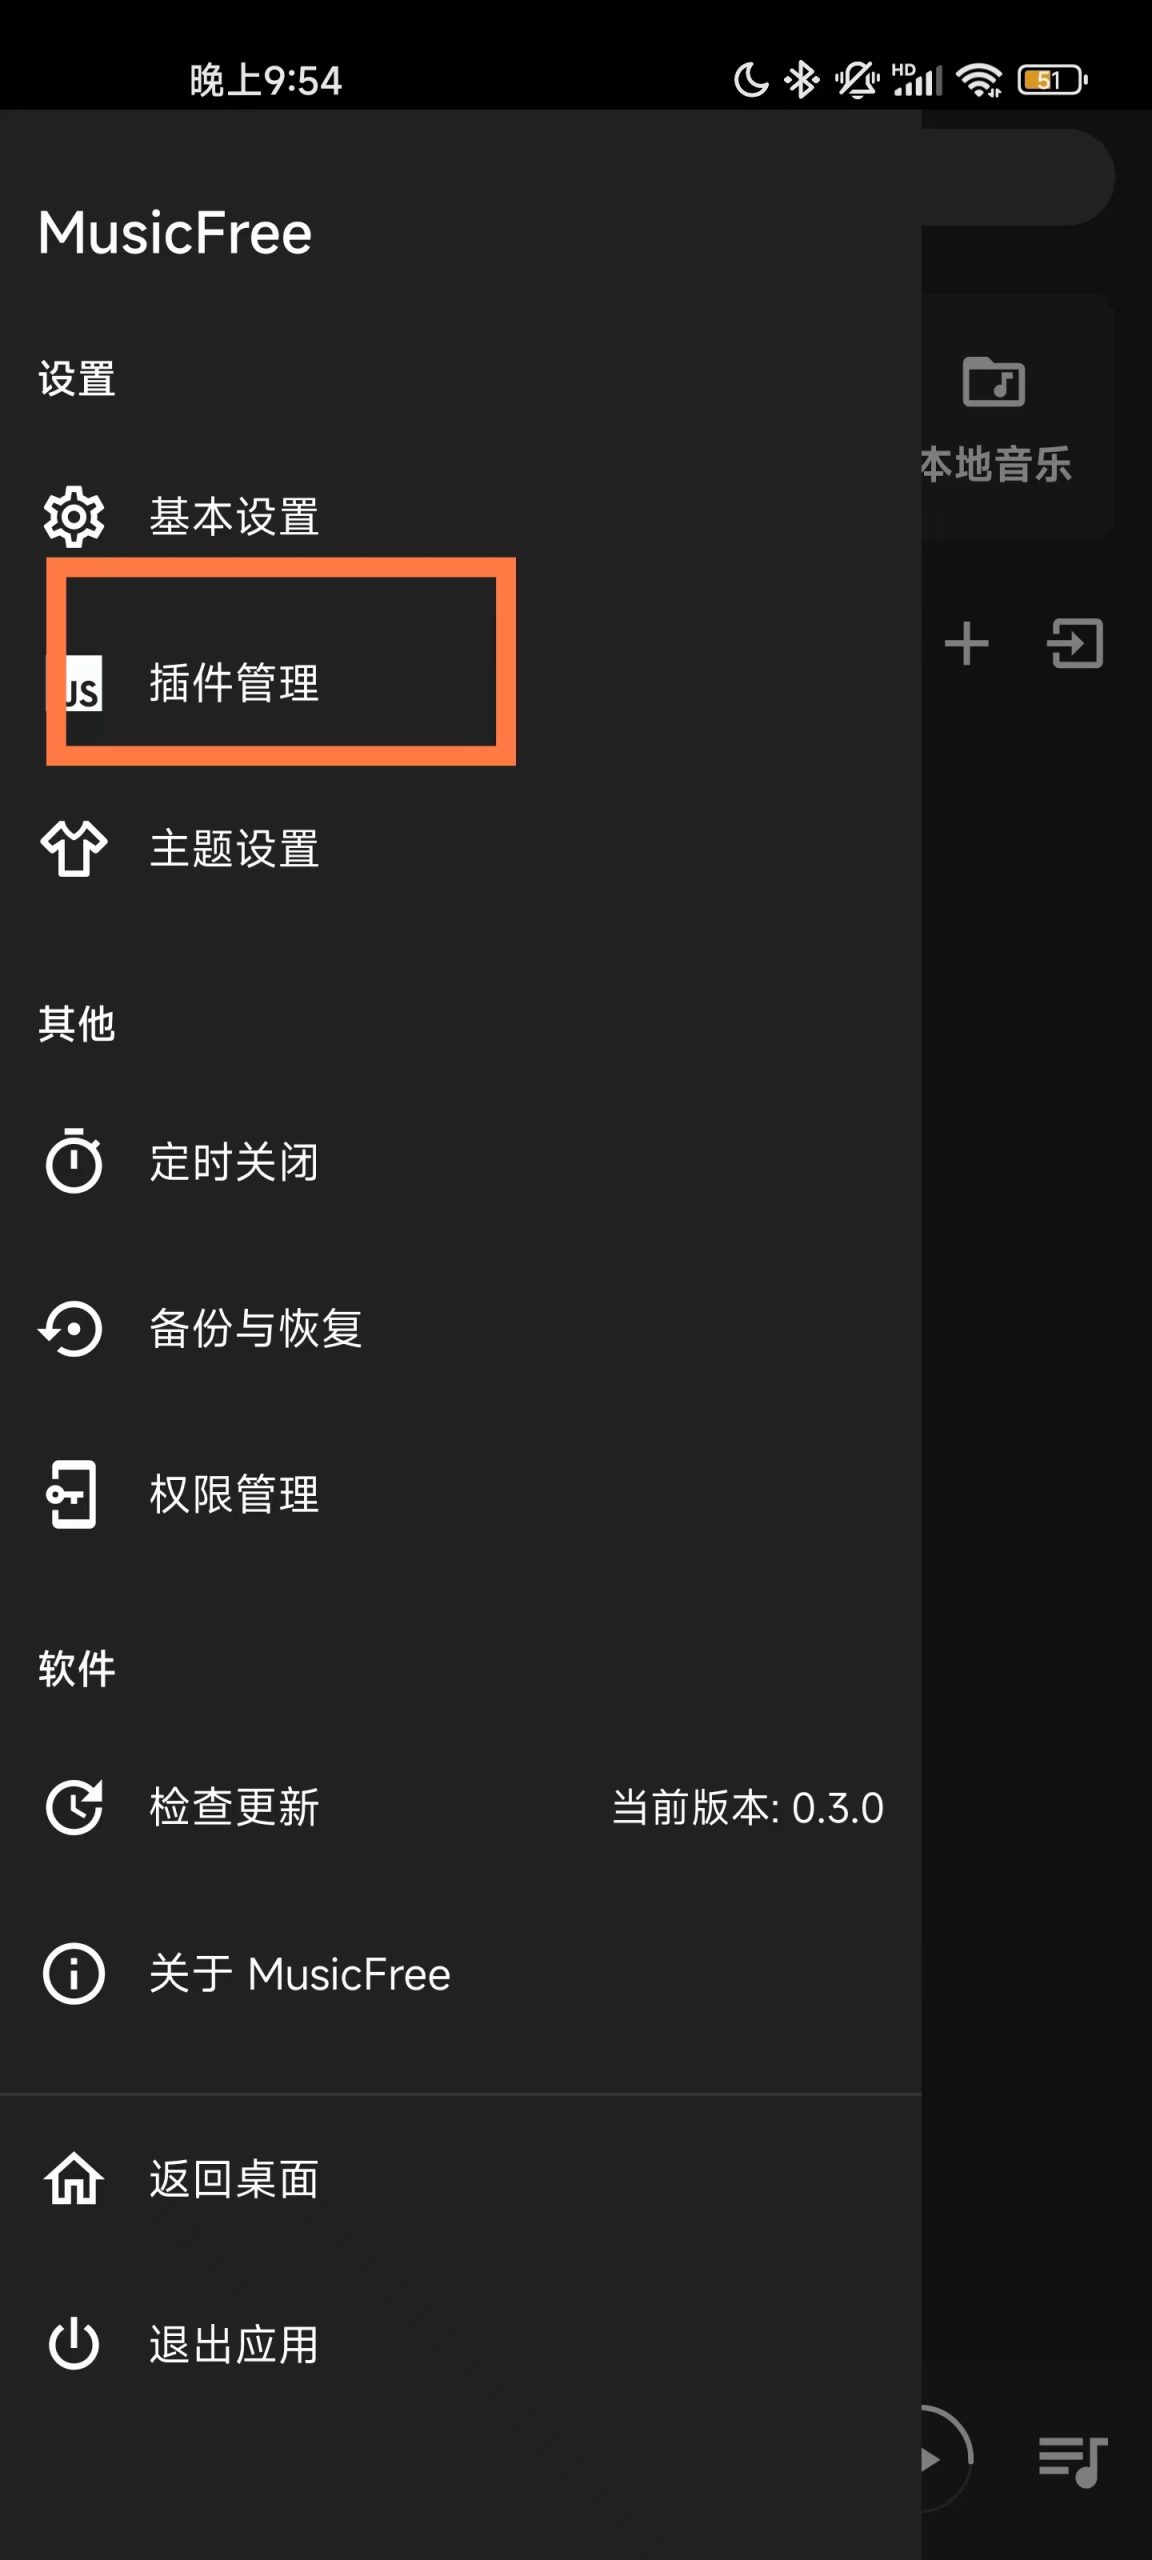 晚上9:54
HD
51
MusicFree
设置
基本设置
本地音乐
JS
插件管理
主题设置
其他
定时关闭
备份与恢复
权限管理
软件
检查更新
当前版本: 0.3.0
关于 MusicFree
返回桌面
退出应用